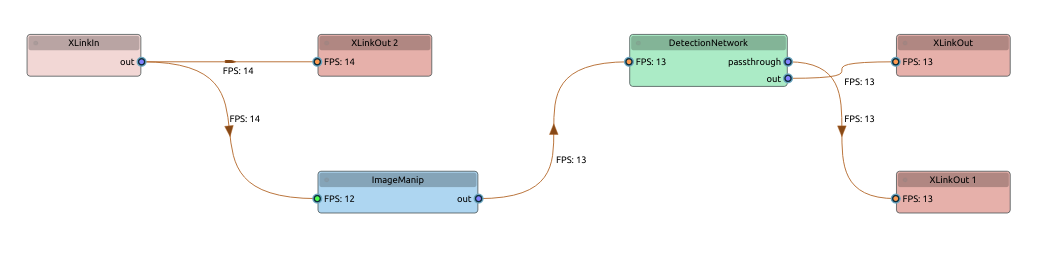 XLinkIn
out
FPS: 14
XLinkOut 2
FPS: 14
FPS: 14
ImageManip
FPS: 12
out
FPS: 13
DetectionNetwork
FPS: 13
passthrough
out
FPS: 13
FPS: 13
XLinkOut
FPS: 13
XLinkOut 1
FPS: 13